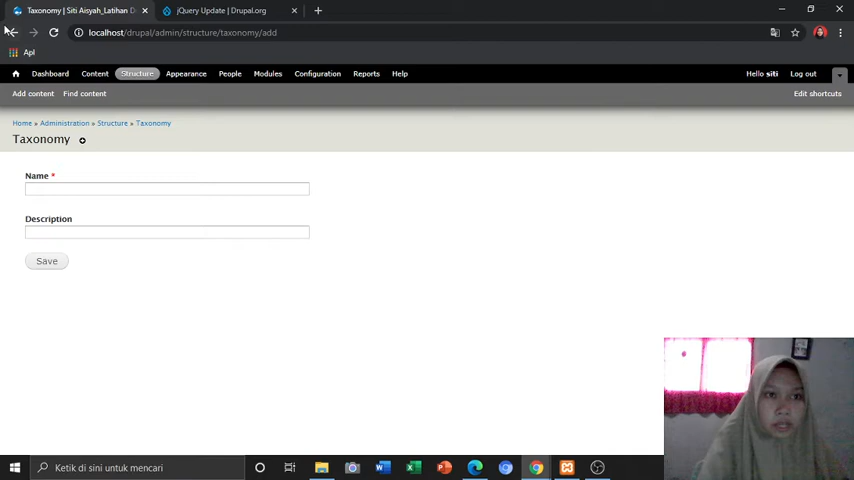 Taxonomy | Siti Aisyah_Latihan D
jQuery Update | Drupal.org
localhost/drupal/admin/structure/taxonomy/add
Apl
Dashboard Content Structure Appearance People Modules Configuration Reports Help
Hello siti Log out
Add content Find content
Edit shortcuts
Home » Administration » Structure » Taxonomy
Taxonomy
Name *
Description
Save
Ketik di sini untuk mencari